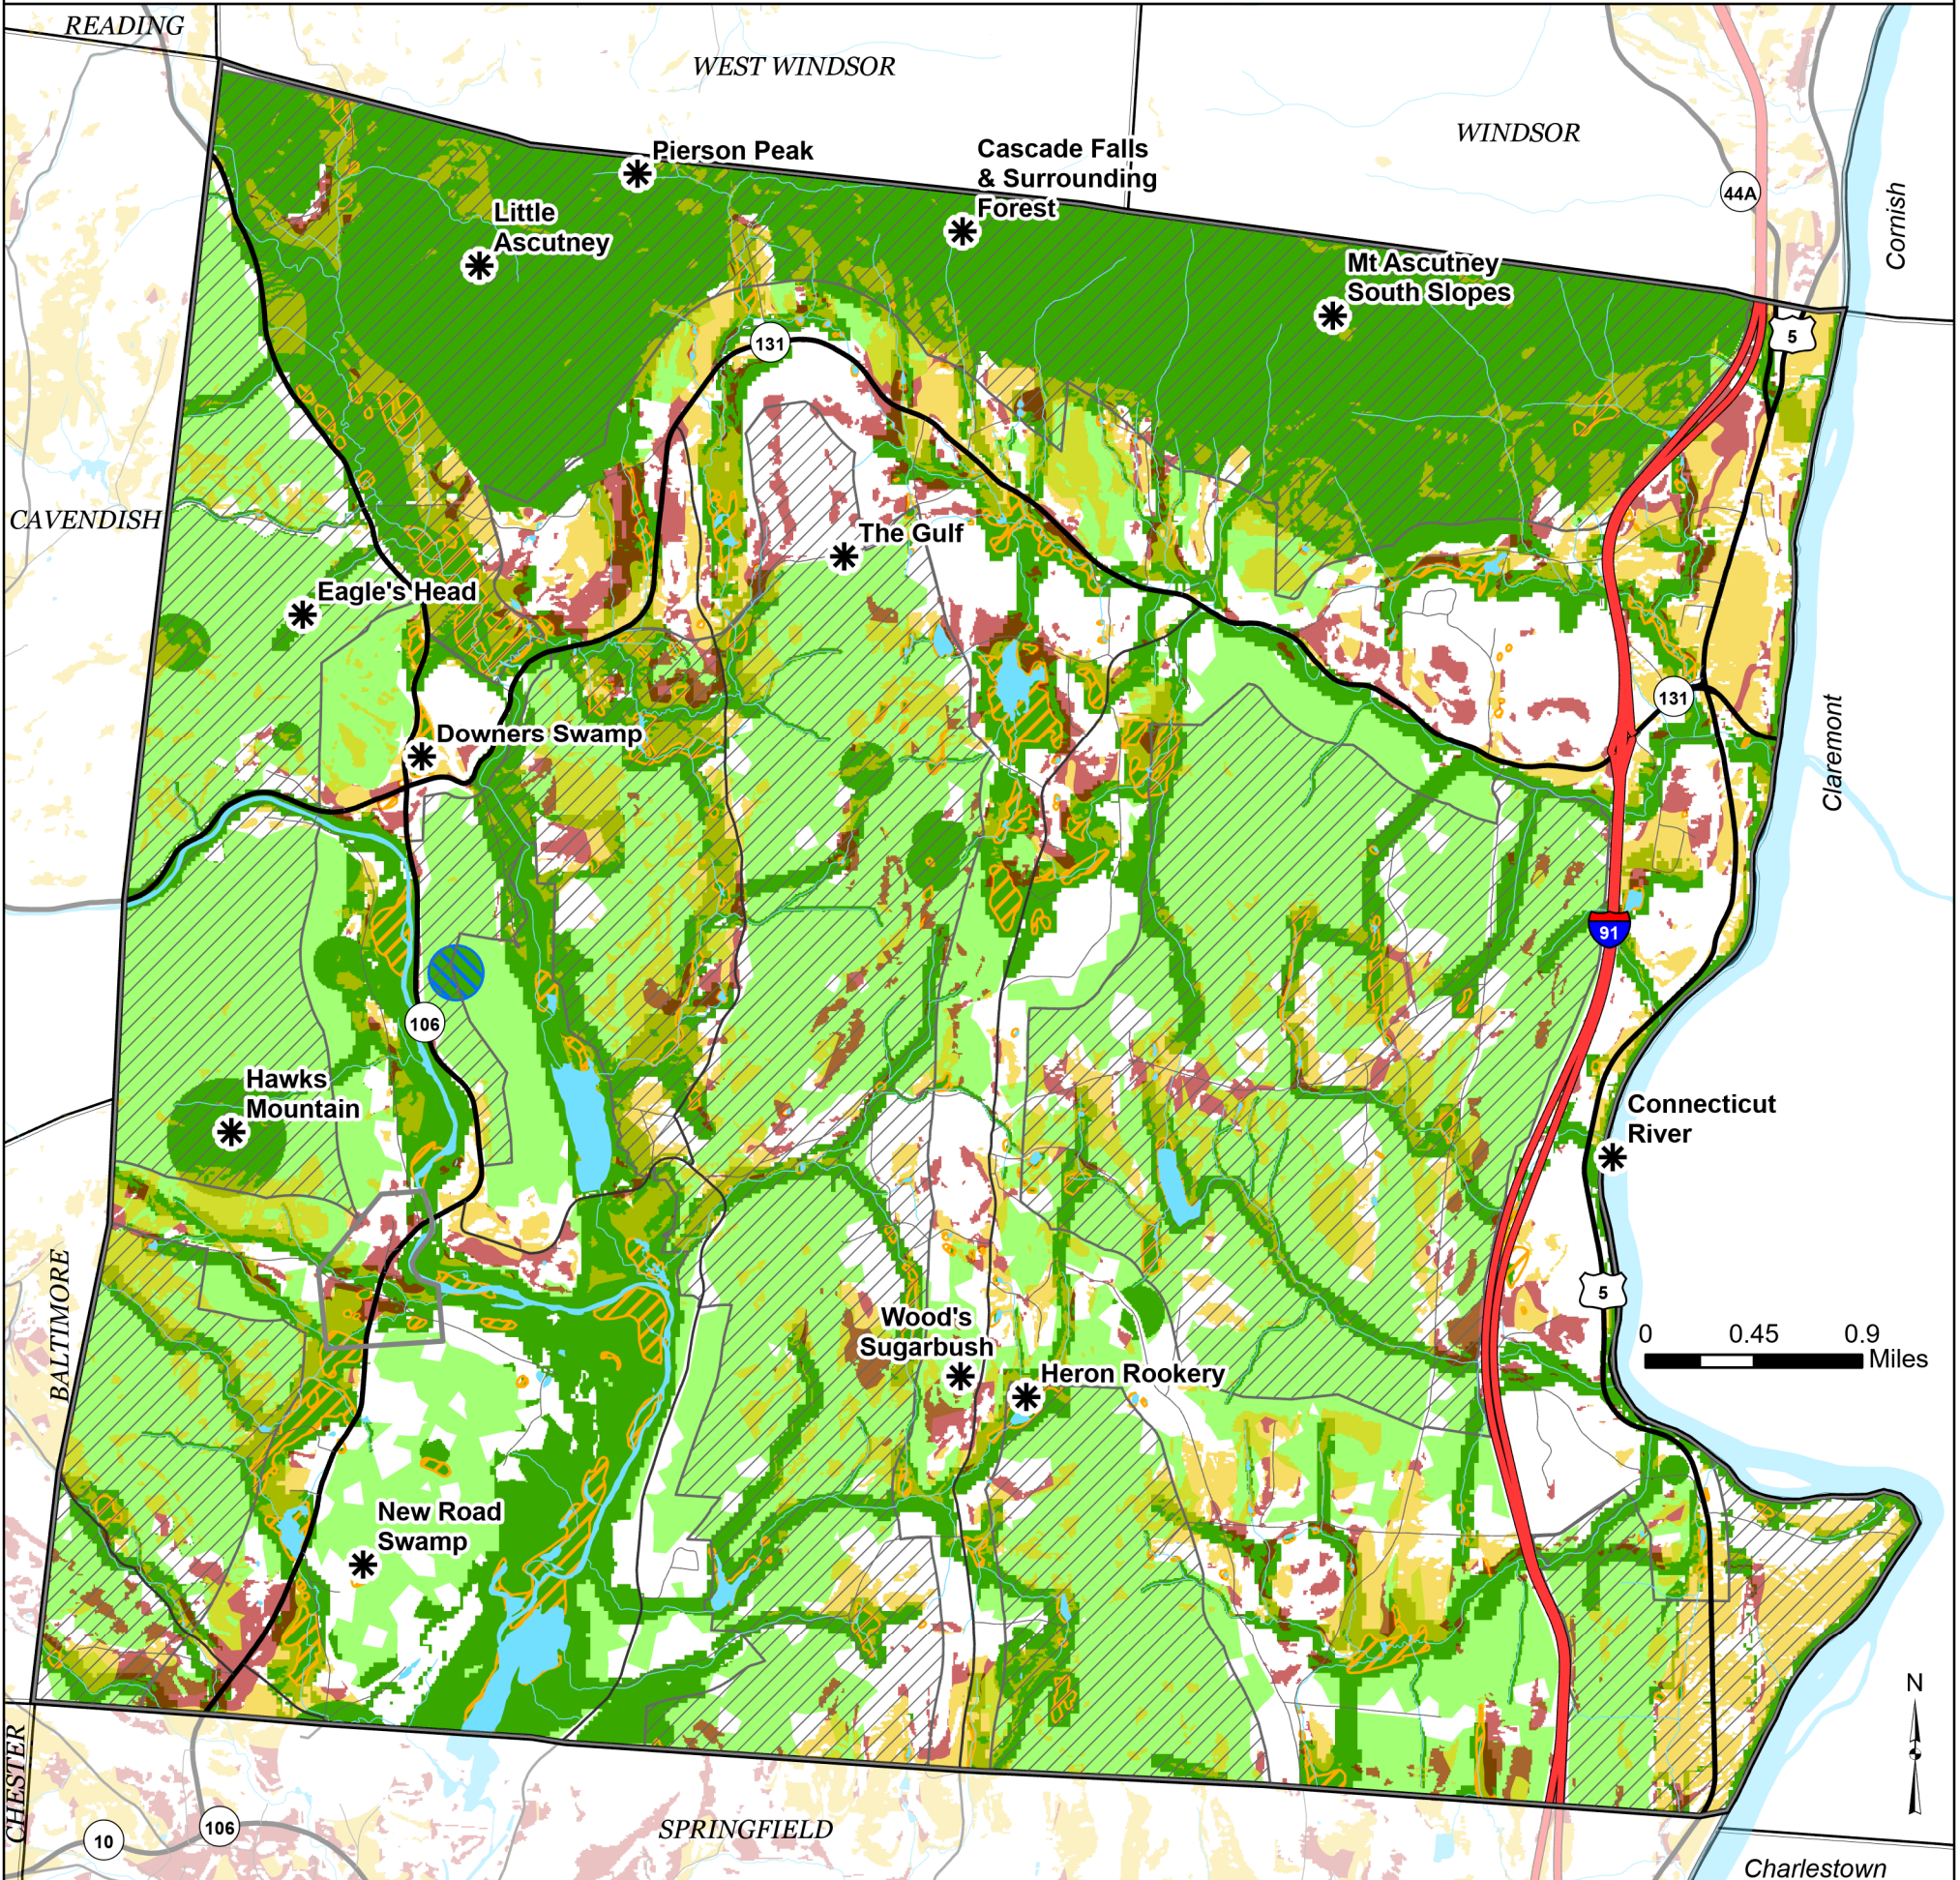 READING
WEST WINDSOR
WINDSOR
Pierson Peak
Cascade Falls
& Surrounding
Forest
44A
Cornish
Little
Ascutney
Mt Ascutney
South Slopes
5
131
CAVENDISH
The Gulf
Eagle's Head
131
Downers Swamp
Claremont
91
106
Hawks
Mountain
Connecticut
River
BALTIMORE
5
Wood's
Sugarbush
Heron Rookery
0 0.45 0.9
Miles
New Road
Swamp
N
CHESTER
10
106
SPRINGFIELD
Charlestown